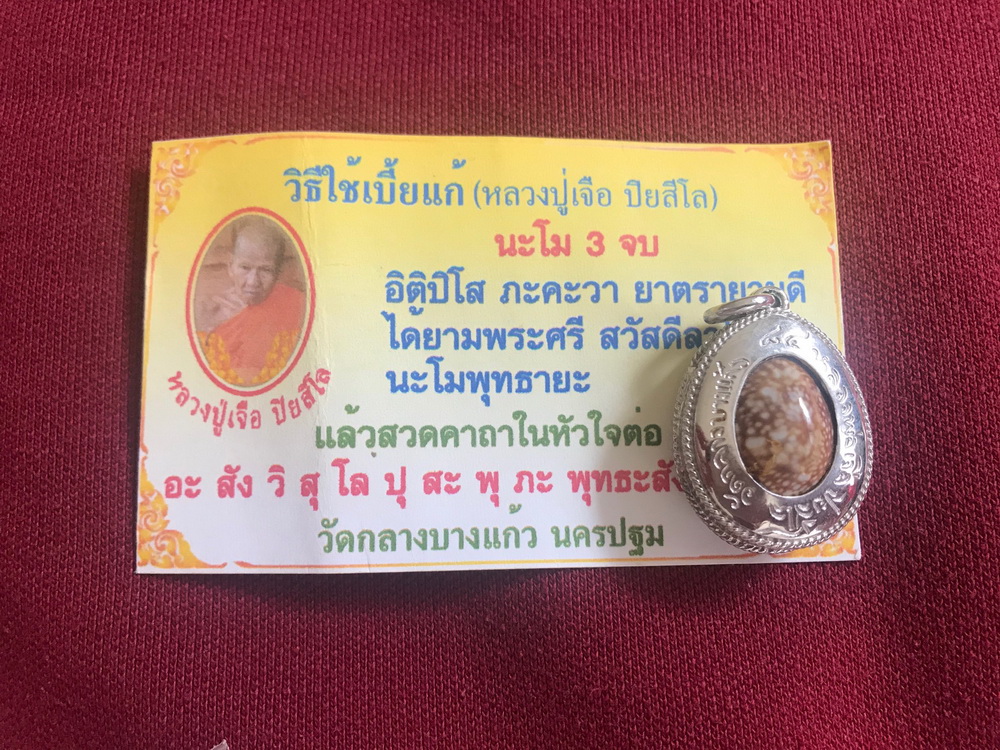 วิธีใช้เบี้ยแก้ (หลวงปู่เจือ ปิยสีโล)
นะโม 3 จบ
อิติปิโส ภะคะวา ยาตรายามดี
ได้ยามพระศรี สวัสดีลาโภ
นะโมพุทธายะ
หลวงปู่เจือ ปิยสีโล
แล้วสวดคาถาในหัวใจต่อ
อะ สัง วิ สุ โล ปุ สะ พุ ภะ พุทธะสัง
วัดกลางบางแก้ว นครปฐม